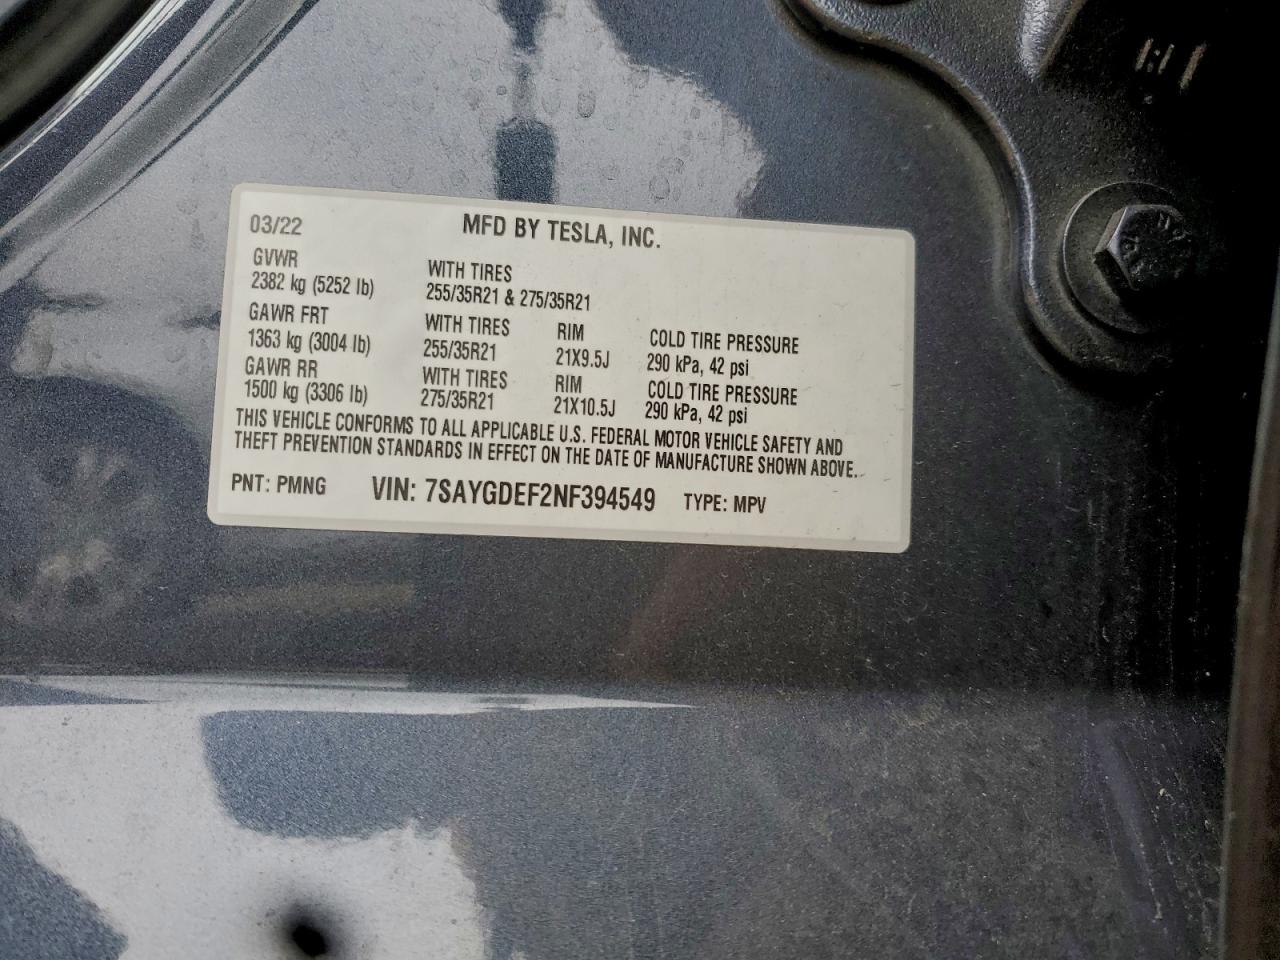 03/22 MFD BY TESLA, INC.
GVWR
2382 kg (5252 lb)
WITH TIRES
255/35R21 & 275/35R21
GAWR FRT
1363 kg (3004 lb)
WITH TIRES
255/35R21
RIM
21X9.5J
COLD TIRE PRESSURE
290 kPa, 42 psi
GAWR RR
1500 kg (3306 lb)
WITH TIRES
275/35R21
RIM
21X10.5J
COLD TIRE PRESSURE
290 kPa, 42 psi
THIS VEHICLE CONFORMS TO ALL APPLICABLE U.S. FEDERAL MOTOR VEHICLE SAFETY AND
THEFT PREVENTION STANDARDS IN EFFECT ON THE DATE OF MANUFACTURE SHOWN ABOVE.
PNT: PMNG VIN: 7SAYGDEF2NF394549 TYPE: MPV